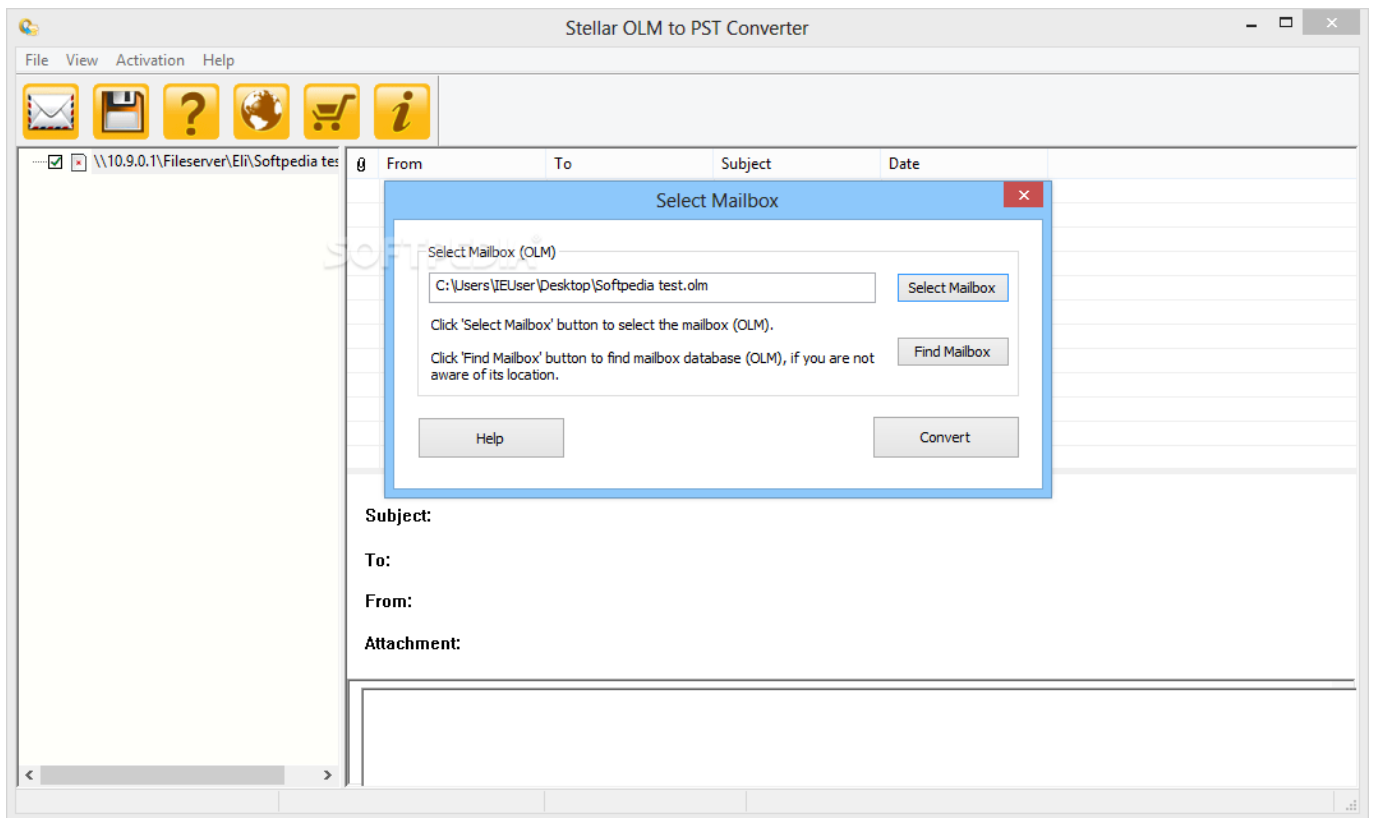 Stellar OLM to PST Converter
File View Activation Help
\\10.9.0.1\Fileserver\Eli\Softpedia tes
From To Subject Date
Select Mailbox
SOFTPEDIA
Select Mailbox (OLM)
C:\Users\IEUser\Desktop\Softpedia test.olm
Select Mailbox
Click 'Select Mailbox' button to select the mailbox (OLM).
Click 'Find Mailbox' button to find mailbox database (OLM), if you are not
aware of its location.
Find Mailbox
Help
Convert
Subject:
To:
From:
Attachment: